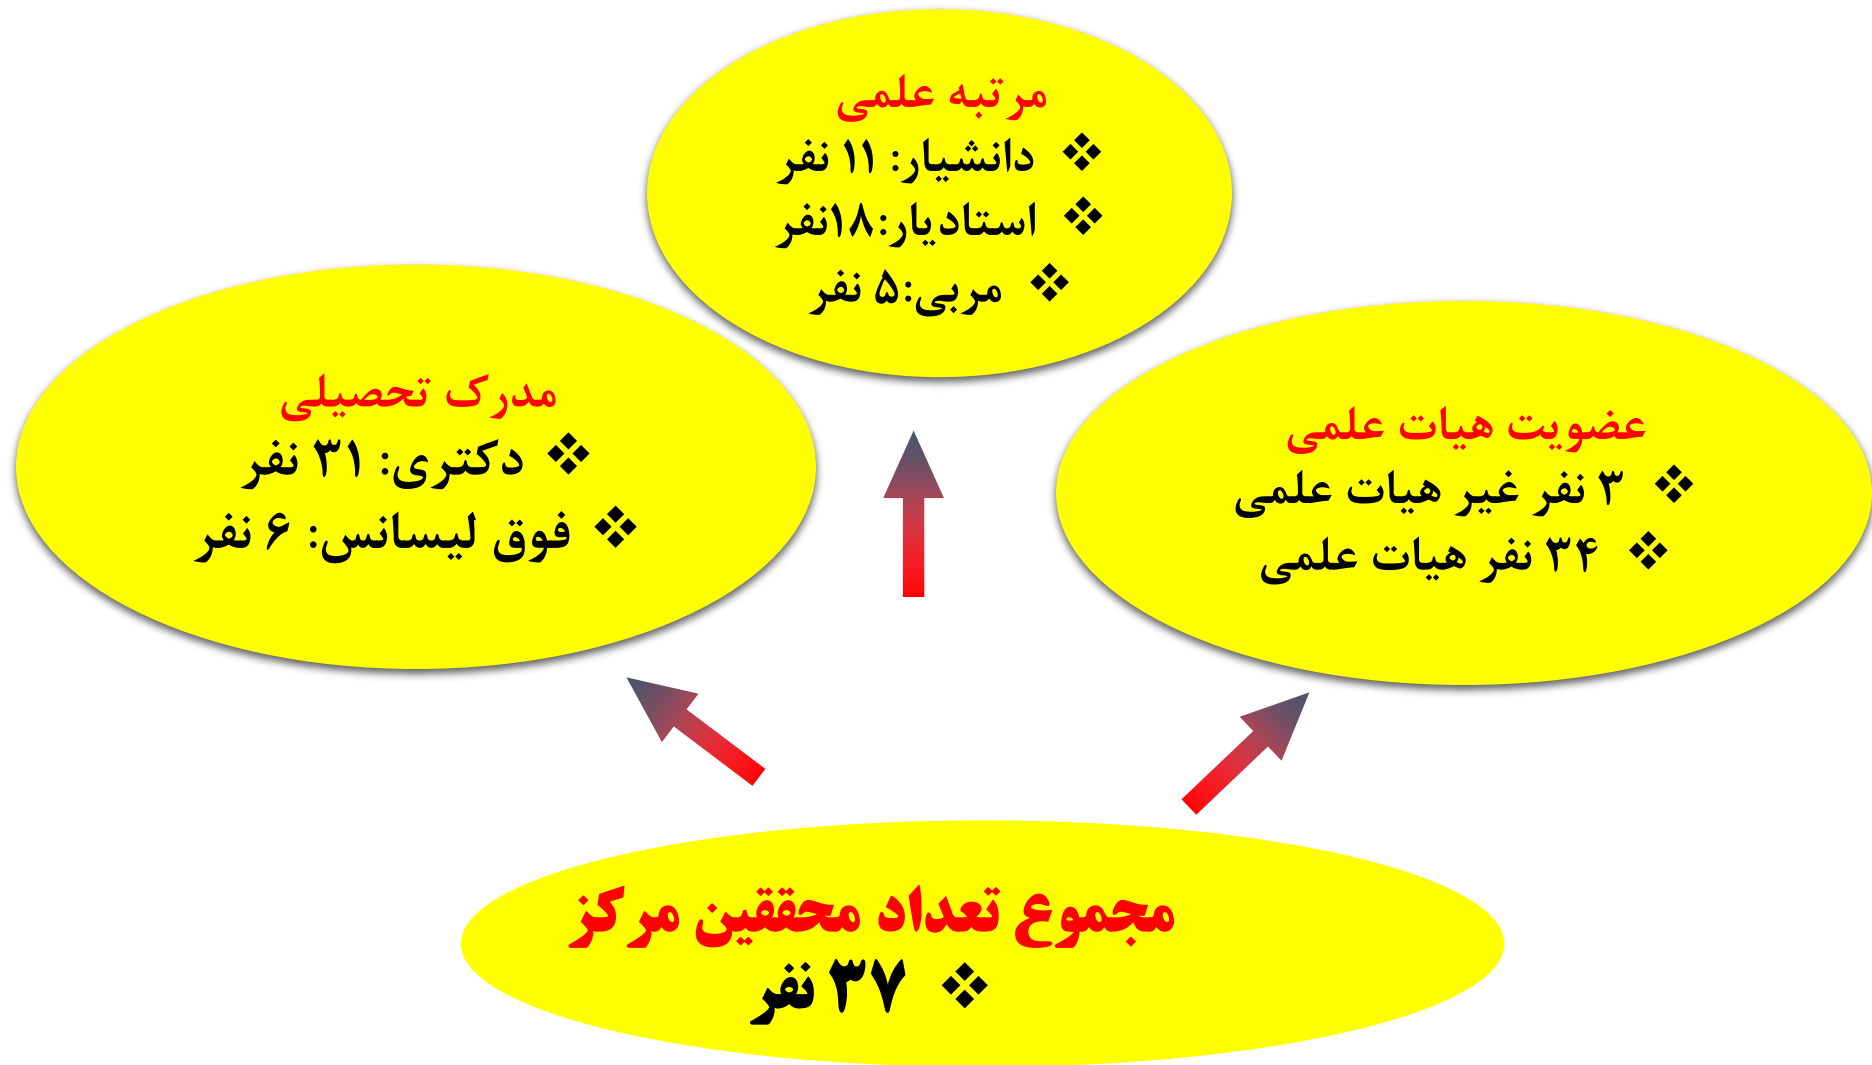 مرتبه علمی
❖ دانشیار: ۱۱ نفر
❖ استادیار:۱۸نفر
❖ مربی:۵ نفر
عضویت هیات علمی
❖ ۳ نفر غیر هیات علمی
❖ ۳۴ نفر هیات علمی
مدرک تحصیلی
❖ دکتری: ۳۱ نفر
❖ فوق لیسانس: ۶ نفر
مجموع تعداد محققین مرکز
❖ ۳۷ نفر